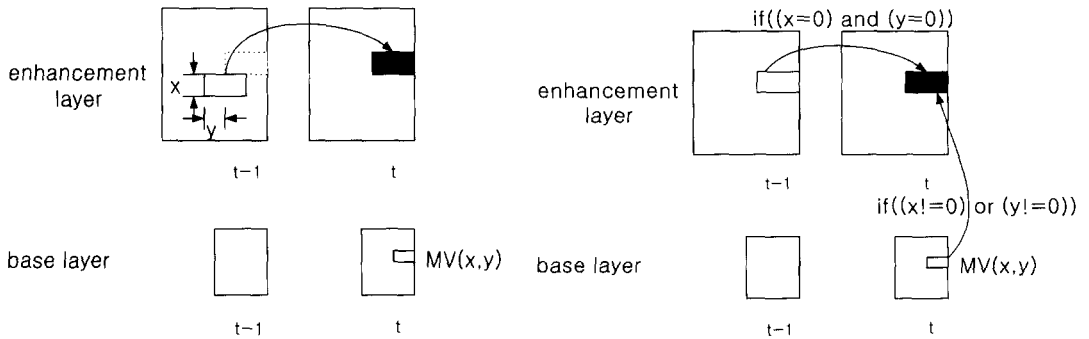 enhancement
layer
x
y
t-1
t
base layer
MV(x,y)
t-1
t
if((x=0) and (y=0))
enhancement
layer
t-1
t
if((x!=0) or (y!=0))
base layer
MV(x,y)
t-1
t